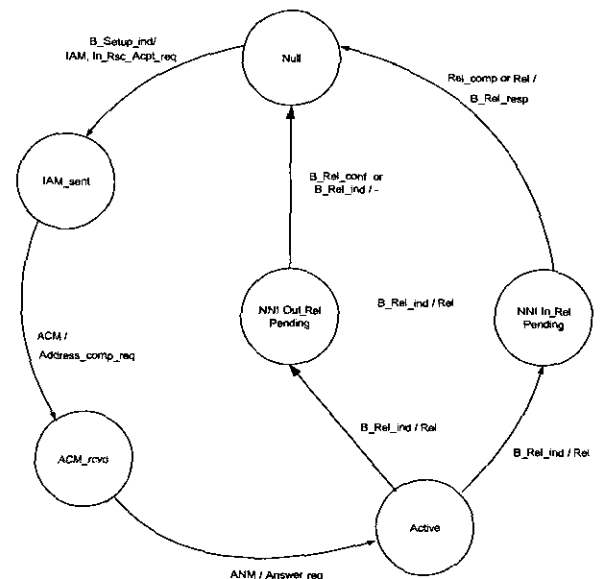 B_Setup_ind/
IAM, In_Rsc_Acpt_req
Null
Rel_comp or Rel /
B_Rel_resp
IAM_sent
B_Rel_conf or
B_Rel_ind / -
NNI Out_Rel
Pending
B_Rel_ind / Rel
NNI In_Rel
Pending
ACM /
Address_comp_req
B_Rel_ind / Rel
B_Rel_ind / Rel
ACM_rcvd
Active
ANM / Answer_req